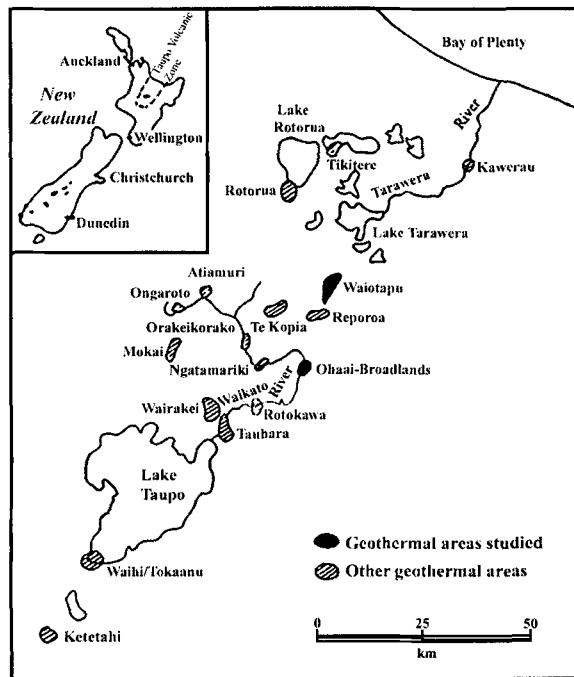 Auckland
Taupo Volcanic
Zone
New
Zealand
Wellington
Christchurch
Dunedin
Bay of Plenty
Lake
Rotorua
River
Tikitere
Kawerau
Tarawera
Rotorua
Lake Tarawera
Atiamuri
Ongaroto
Waiotapu
Orakeikorako
Te Kopia
Reporoa
Mokai
Ngatamariki
Ohaai-Broadlands
Waikato
River
Wairakei
Rotokawa
Tauhara
Lake
Taupo
Geothermal areas studied
Waihi/Tokaanu
Other geothermal areas
Ketetahi
0 25 50
km